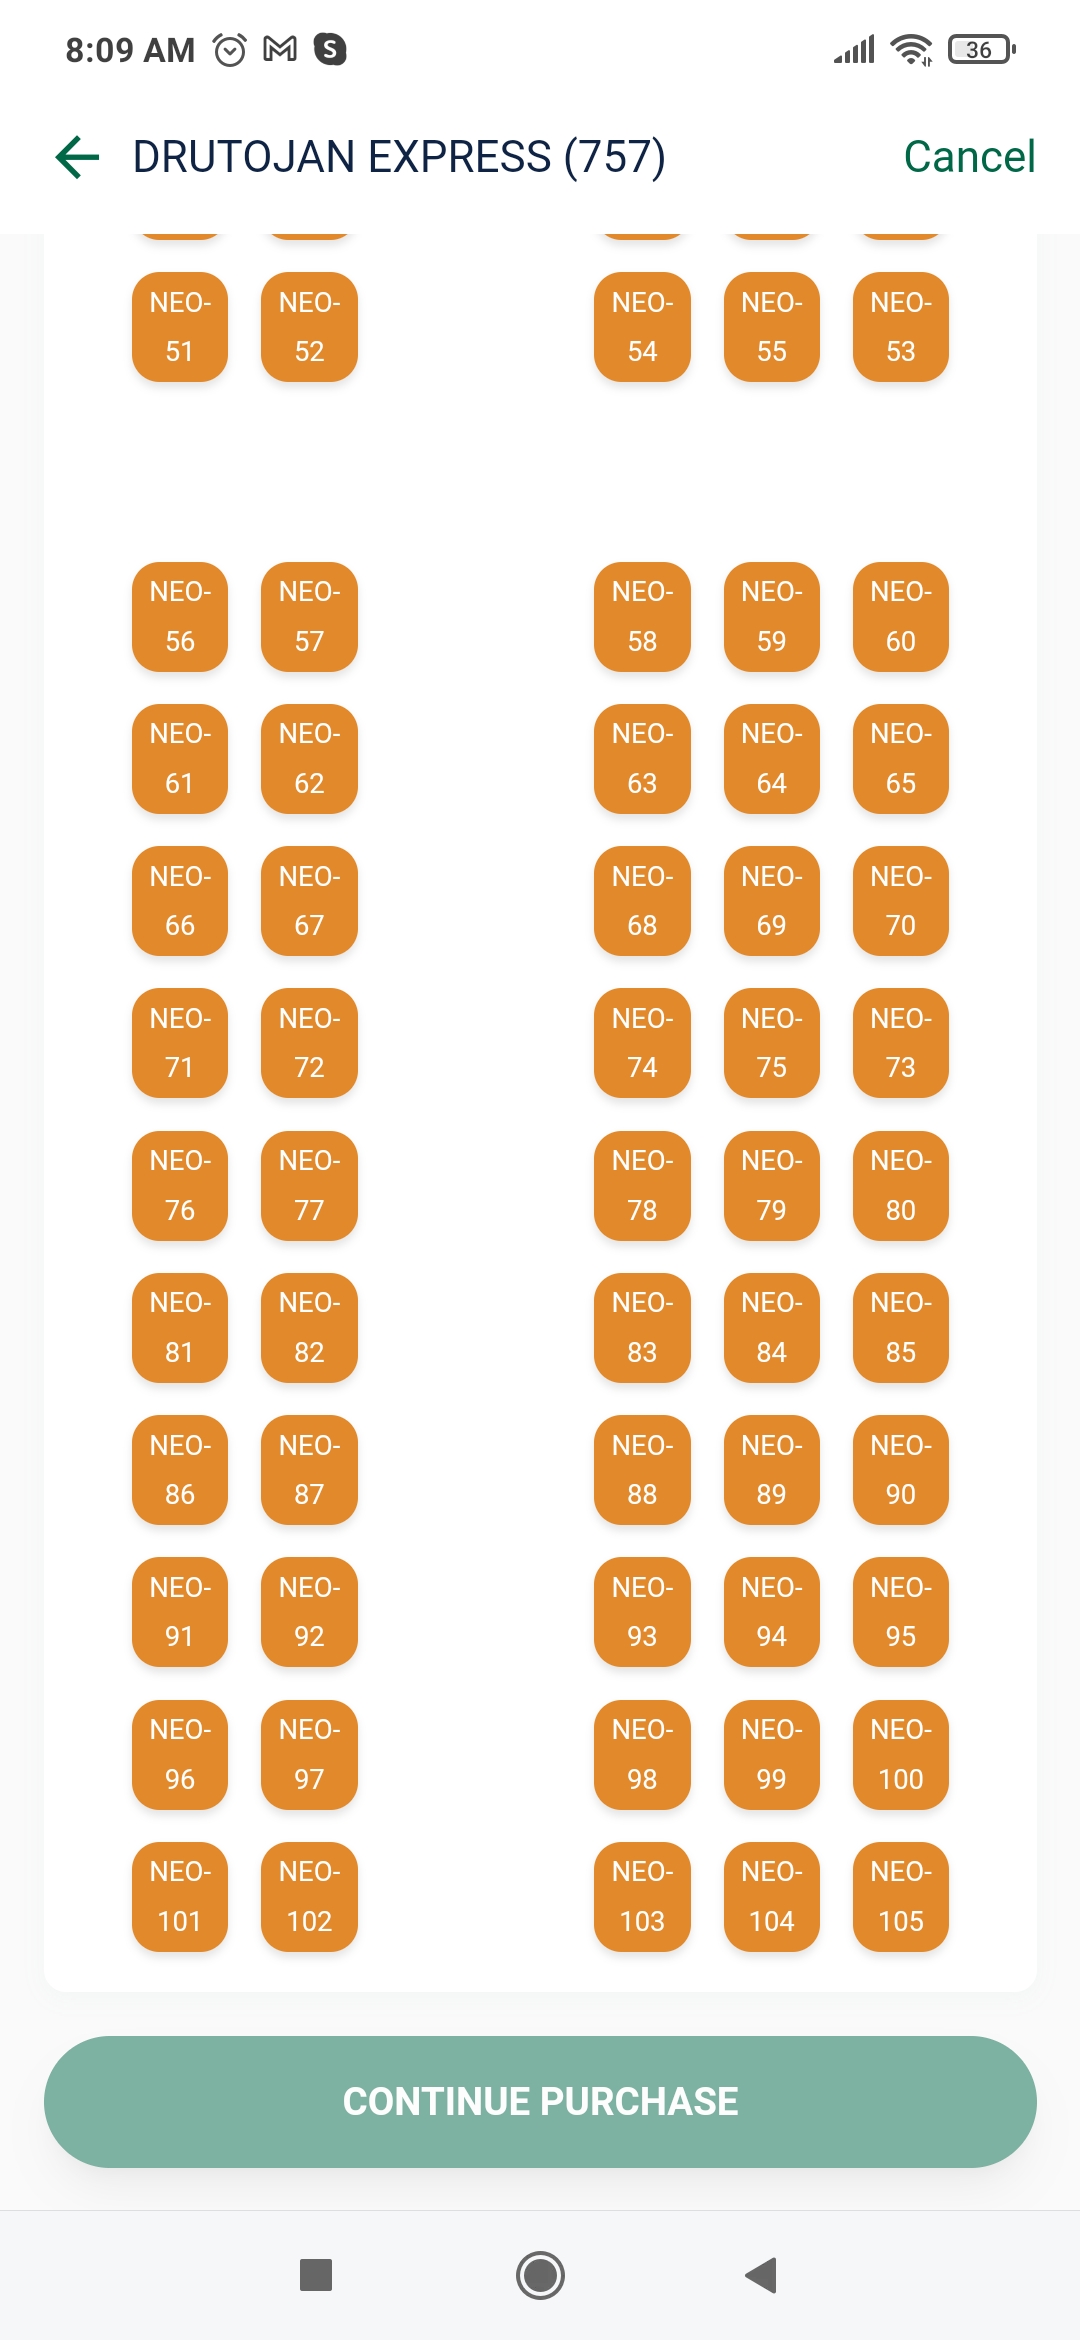 8:09 AM
36
DRUTOJAN EXPRESS (757)
Cancel
NEO-51 NEO-52 NEO-54 NEO-55 NEO-53
NEO-56 NEO-57 NEO-58 NEO-59 NEO-60
NEO-61 NEO-62 NEO-63 NEO-64 NEO-65
NEO-66 NEO-67 NEO-68 NEO-69 NEO-70
NEO-71 NEO-72 NEO-74 NEO-75 NEO-73
NEO-76 NEO-77 NEO-78 NEO-79 NEO-80
NEO-81 NEO-82 NEO-83 NEO-84 NEO-85
NEO-86 NEO-87 NEO-88 NEO-89 NEO-90
NEO-91 NEO-92 NEO-93 NEO-94 NEO-95
NEO-96 NEO-97 NEO-98 NEO-99 NEO-100
NEO-101 NEO-102 NEO-103 NEO-104 NEO-105
CONTINUE PURCHASE